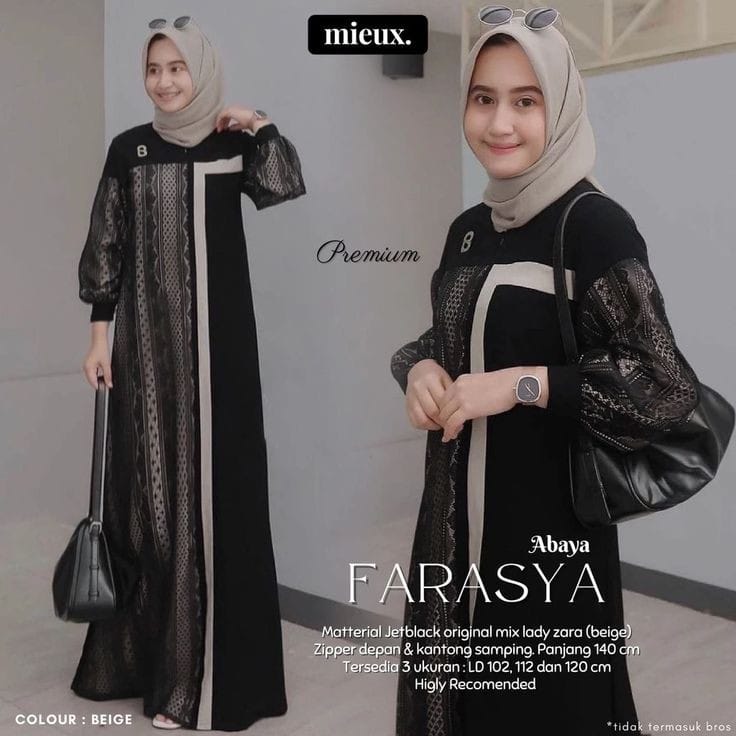 mieux.
B
B
Premium
Abaya
FARASYA
Matterial Jetblack original mix lady zara (beige)
Zipper depan & kantong samping. Panjang 140 cm
Tersedia 3 ukuran : LD 102, 112 dan 120 cm
Higly Recomended
COLOUR : BEIGE
*tidak termasuk bros